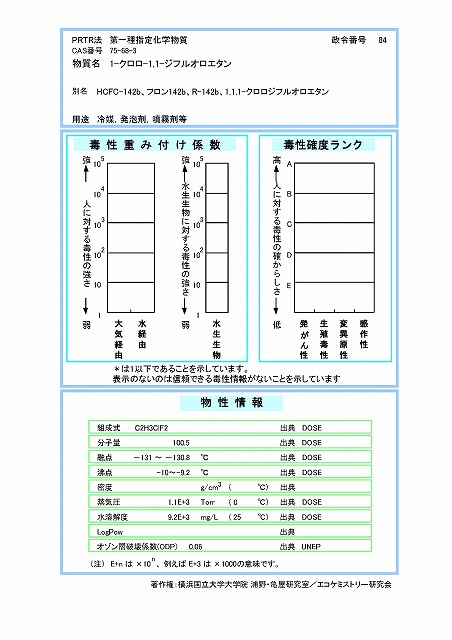 PRTR法 第一種指定化学物質 政令番号 84
CAS番号 75-68-3
物質名 1-クロロ-1,1-ジフルオロエタン
別名 HCFC-142b、フロン142b、R-142b、1,1,1-クロロジフルオロエタン
用途 冷媒，発泡剤，噴霧剤等
毒性重み付け係数
強 10^5 10^4 10^3 10^2 10 1 弱
人に対する毒性の強さ
大気経由 水経由
強 10^5 10^4 10^3 10^2 10 1 弱
水生生物に対する毒性の強さ
水生生物
毒性確度ランク
高 A B C D E 低
人に対する毒性の確からしさ
発がん性 生殖毒性 変異原性 感作性
＊は1以下であることを示しています。
表示のないのは信頼できる毒性情報がないことを示しています
物性情報
組成式 C2H3ClF2 出典 DOSE
分子量 100.5 出典 DOSE
融点 −131 ～ −130.8 ℃ 出典 DOSE
沸点 -10～-9.2 ℃ 出典 DOSE
密度 g/cm^3 ( ℃) 出典
蒸気圧 1.1E+3 Torr ( 0 ℃) 出典 DOSE
水溶解度 9.2E+3 mg/L ( 25 ℃) 出典 DOSE
LogPow 出典
オゾン層破壊係数(ODP) 0.06 出典 UNEP
(注) E+n は ×10^n、例えば E+3 は ×1000の意味です。
著作権：横浜国立大学大学院 浦野・亀屋研究室／エコケミストリー研究会